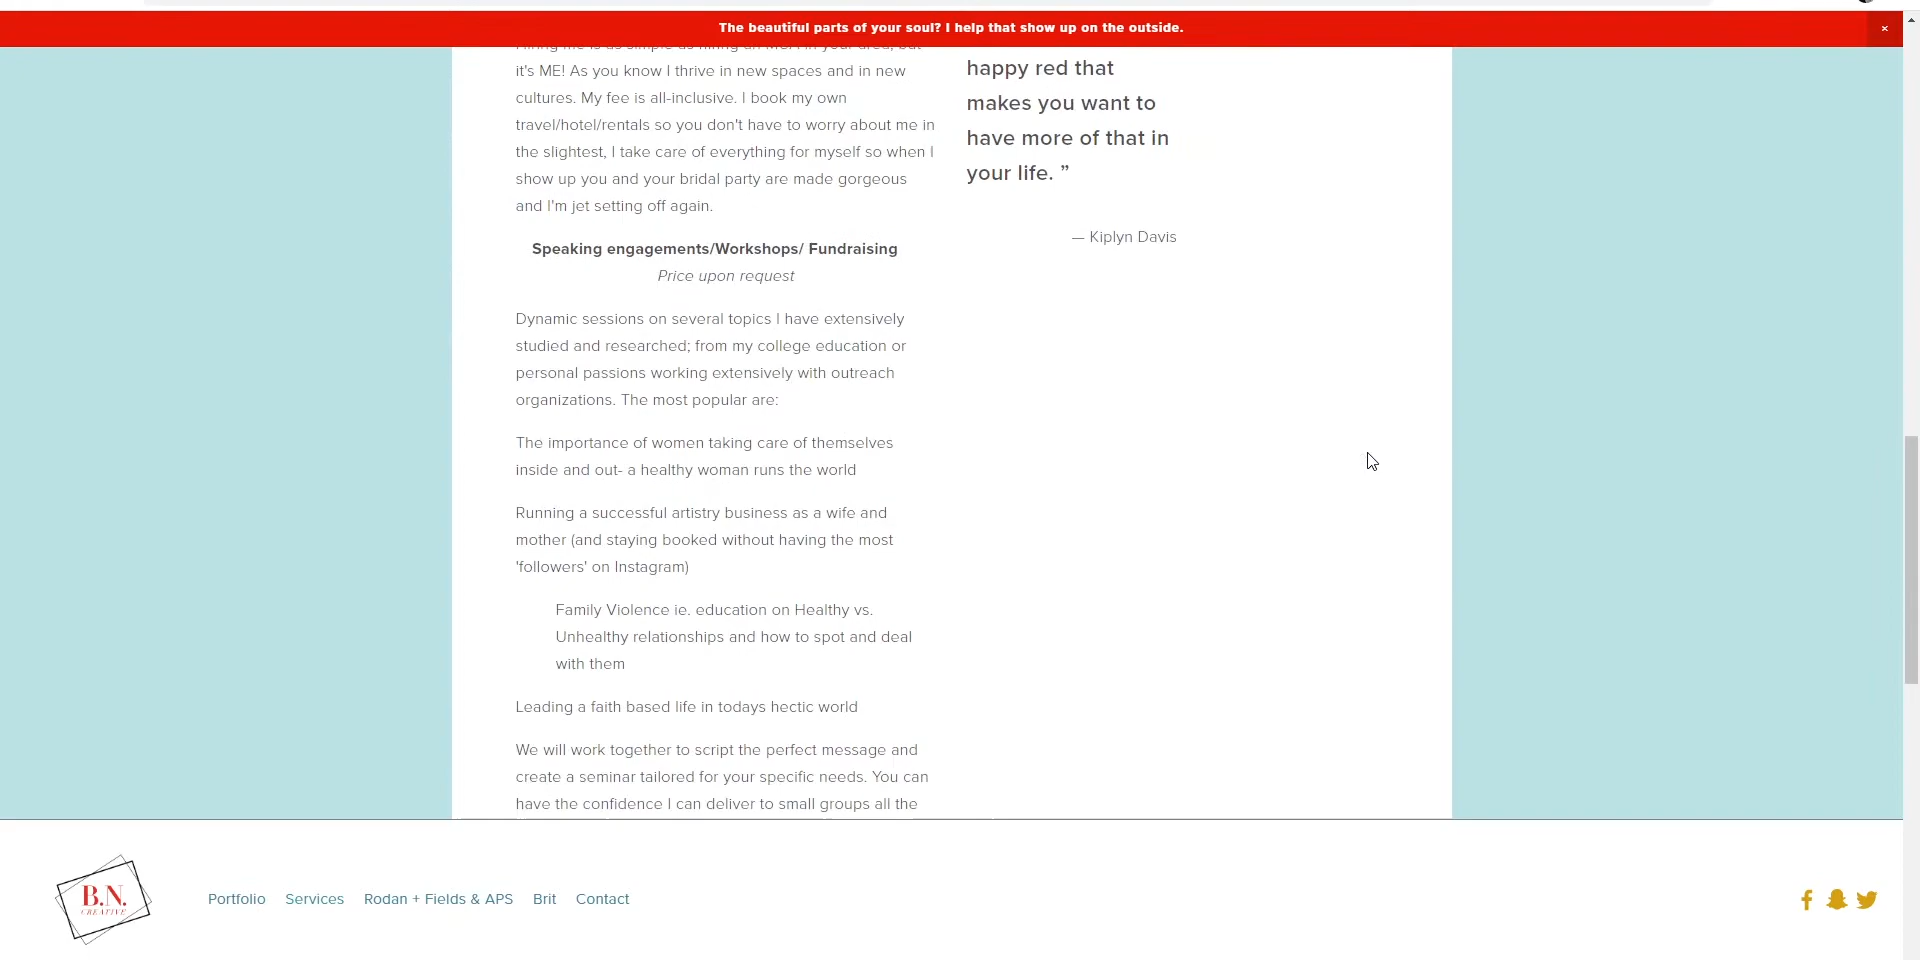 The beautiful parts of your soul? I help that show up on the outside.
×
it's ME! As you know I thrive in new spaces and in new
cultures. My fee is all-inclusive. I book my own
travel/hotel/rentals so you don't have to worry about me in
the slightest, I take care of everything for myself so when I
show up you and your bridal party are made gorgeous
and I'm jet setting off again.
Speaking engagements/Workshops/ Fundraising
Price upon request
Dynamic sessions on several topics I have extensively
studied and researched; from my college education or
personal passions working extensively with outreach
organizations. The most popular are:
The importance of women taking care of themselves
inside and out- a healthy woman runs the world
Running a successful artistry business as a wife and
mother (and staying booked without having the most
'followers' on Instagram)
Family Violence ie. education on Healthy vs.
Unhealthy relationships and how to spot and deal
with them
Leading a faith based life in todays hectic world
We will work together to script the perfect message and
create a seminar tailored for your specific needs. You can
have the confidence I can deliver to small groups all the
happy red that
makes you want to
have more of that in
your life. ”
— Kiplyn Davis
B.N.
CREATIVE
Portfolio Services Rodan + Fields & APS Brit Contact